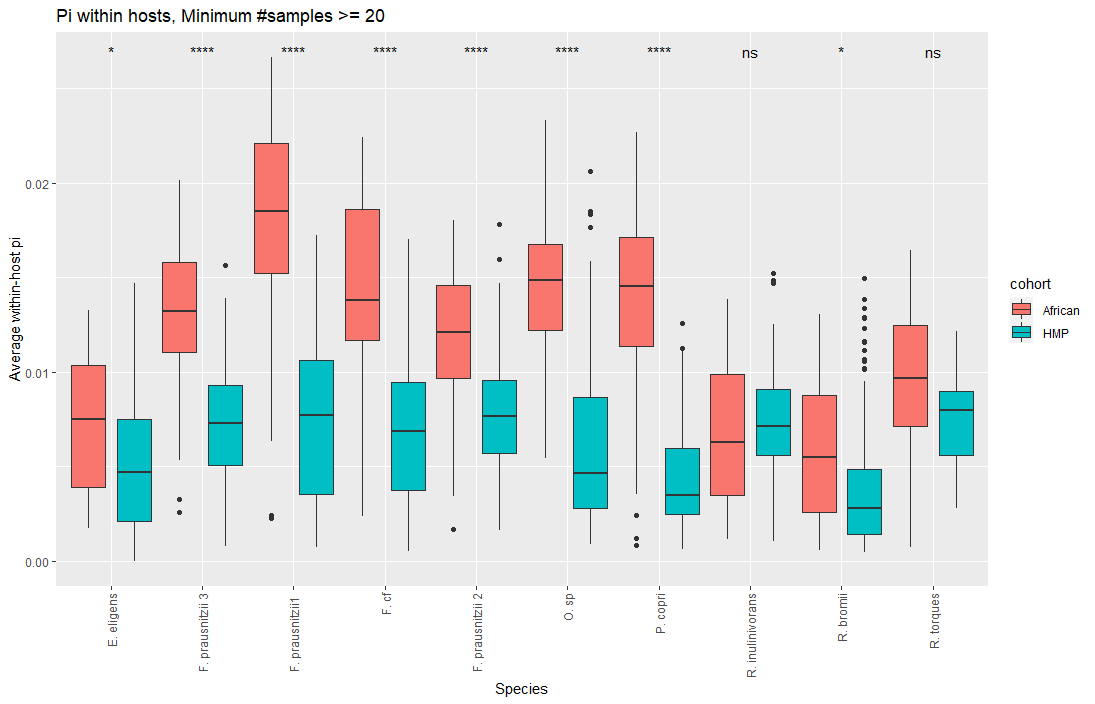 Pi within hosts, Minimum #samples >= 20
* **** **** **** **** **** **** ns * ns
Average within-host pi
0.02
0.01
0.00
E. eligens
F. prausnitzii 3
F. prausnitzii1
F. cf
F. prausnitzii 2
O. sp
P. copri
R. inulinivorans
R. bromii
R. torques
Species
cohort
African
HMP